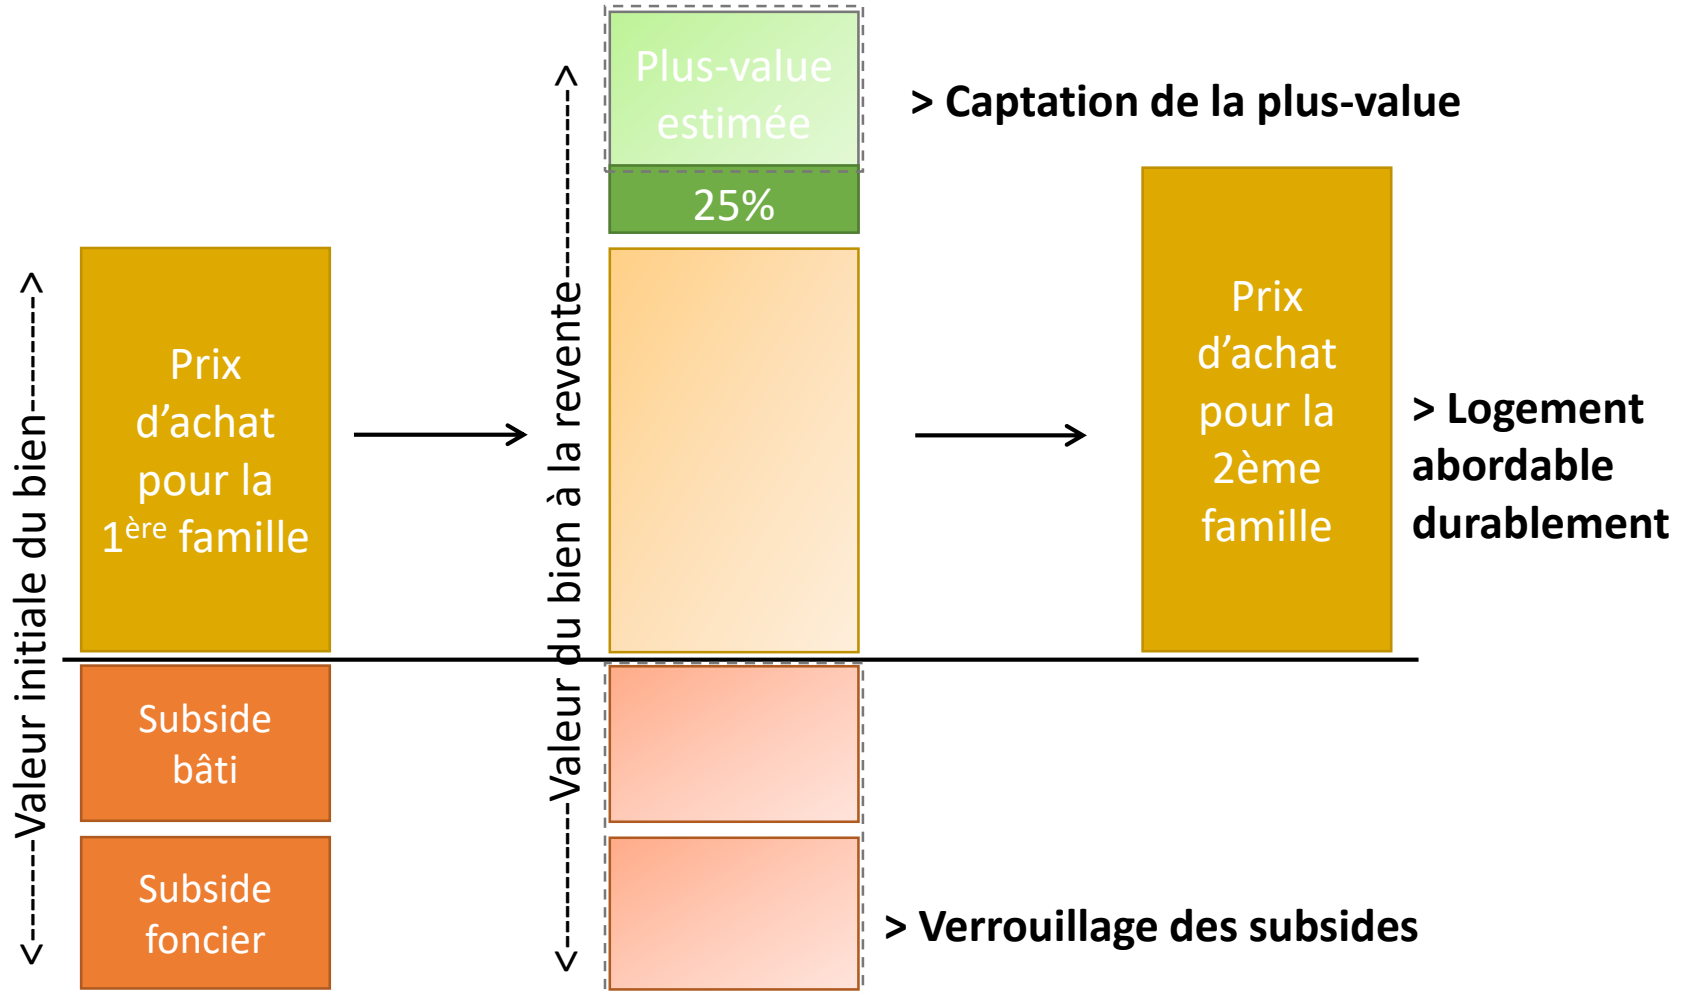 <-------Valeur initiale du bien------->
Prix
d’achat
pour la
1ère famille
Subside
bâti
Subside
foncier
<-----------Valeur du bien à la revente--------------->
Plus-value
estimée
25%
> Captation de la plus-value
Prix
d’achat
pour la
2ème
famille
> Logement
abordable
durablement
> Verrouillage des subsides